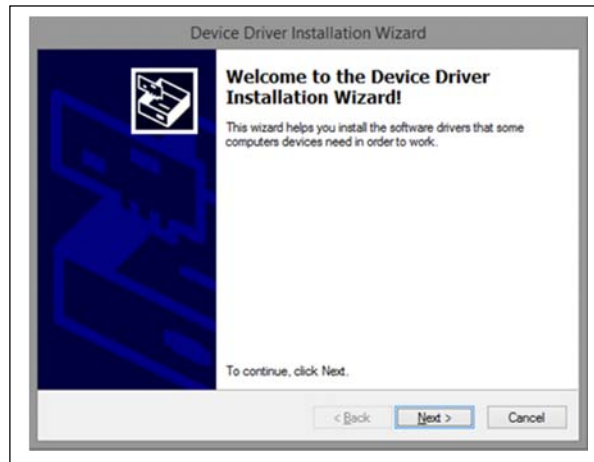 Device Driver Installation Wizard
Welcome to the Device Driver
Installation Wizard!
This wizard helps you install the software drivers that some
computers devices need in order to work.
To continue, click Next.
< Back
Next >
Cancel